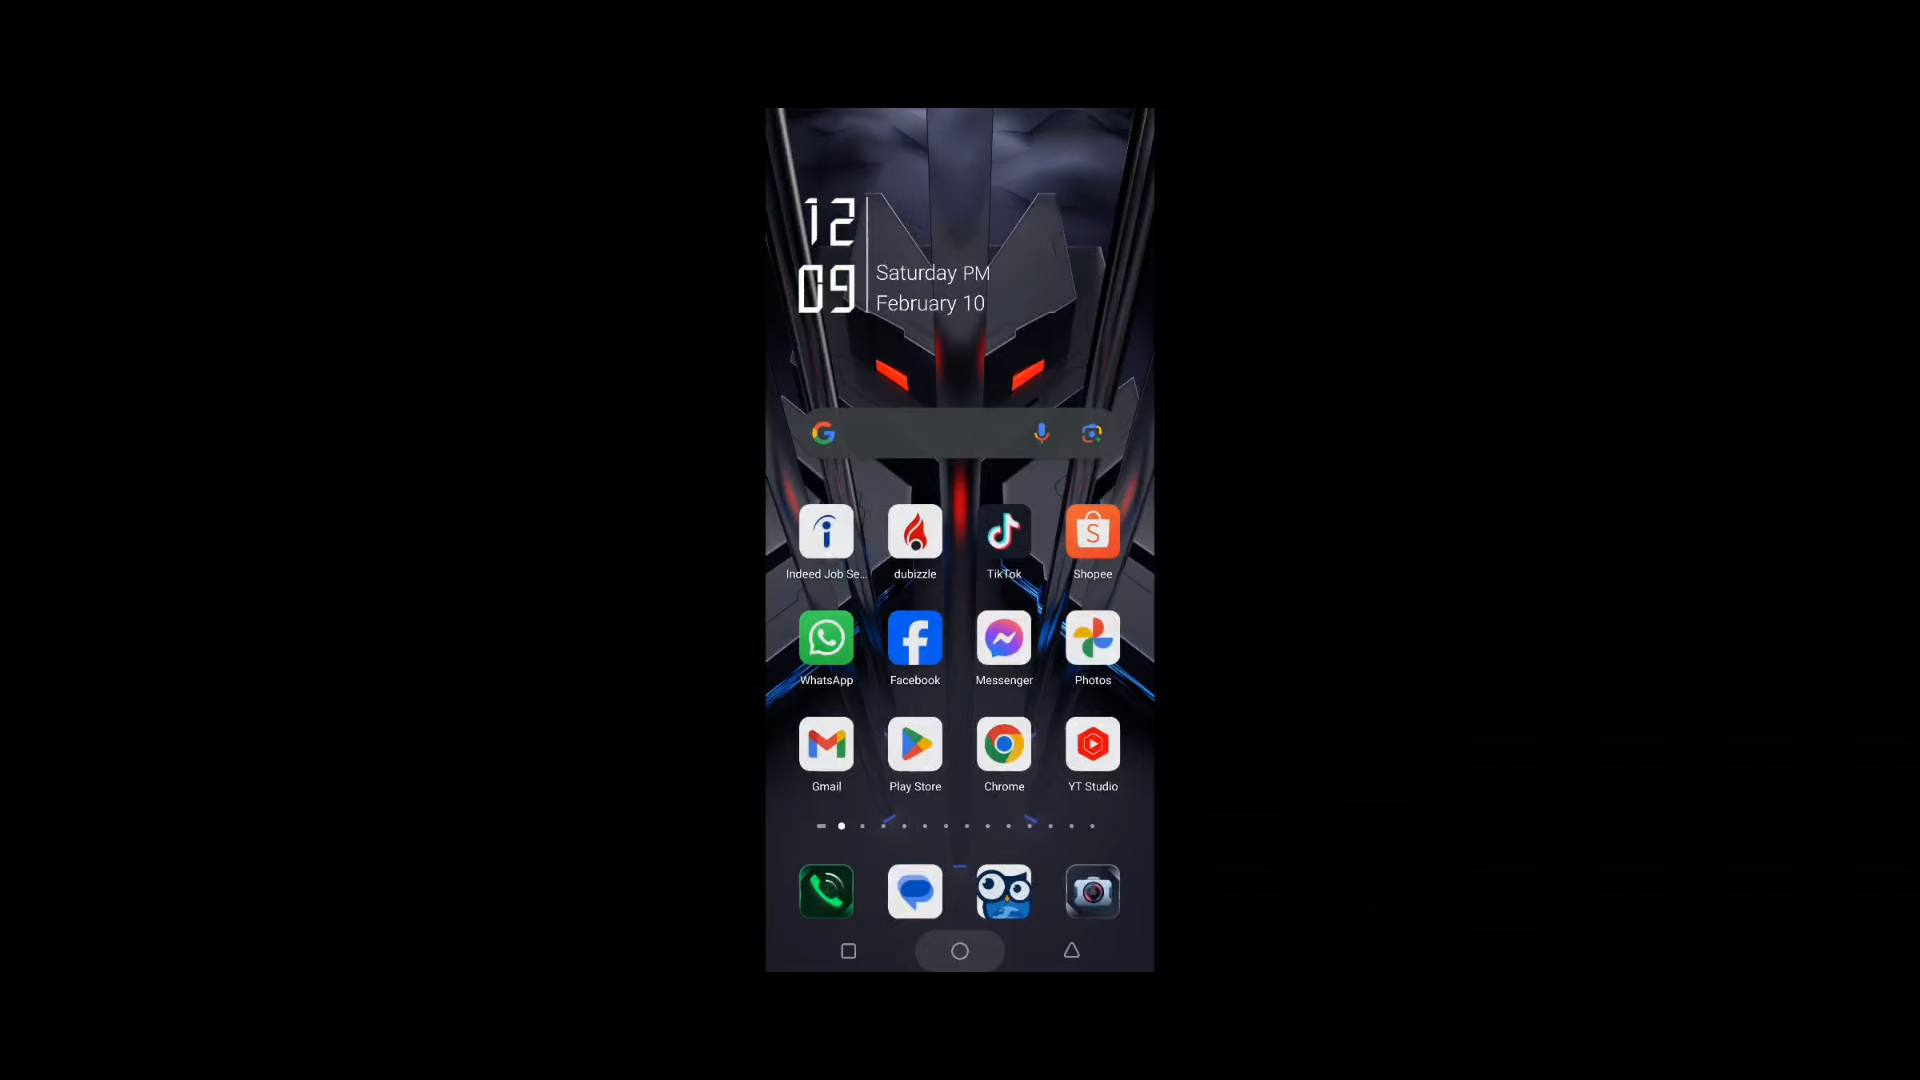 12
09
Saturday PM
February 10
Indeed Job Se...
dubizzle
TikTok
Shopee
WhatsApp
Facebook
Messenger
Photos
Gmail
Play Store
Chrome
YT Studio